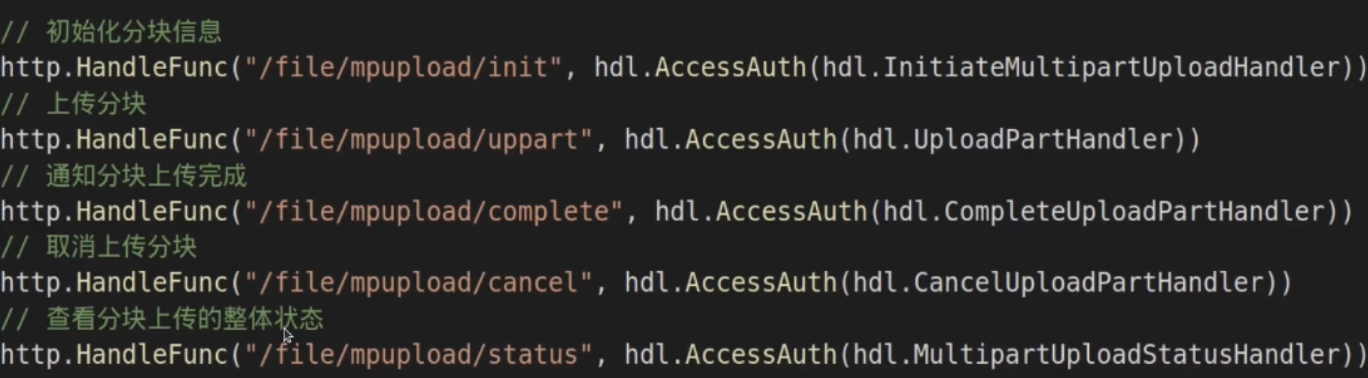 // 初始化分块信息
http.HandleFunc("/file/mpupload/init", hdl.AccessAuth(hdl.InitiateMultipartUploadHandler))
// 上传分块
http.HandleFunc("/file/mpupload/uppart", hdl.AccessAuth(hdl.UploadPartHandler))
// 通知分块上传完成
http.HandleFunc("/file/mpupload/complete", hdl.AccessAuth(hdl.CompleteUploadPartHandler))
// 取消上传分块
http.HandleFunc("/file/mpupload/cancel", hdl.AccessAuth(hdl.CancelUploadPartHandler))
// 查看分块上传的整体状态
http.HandleFunc("/file/mpupload/status", hdl.AccessAuth(hdl.MultipartUploadStatusHandler))